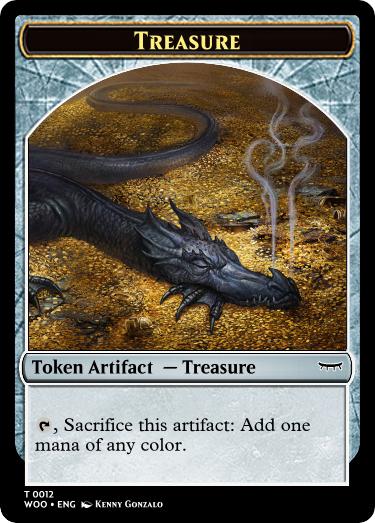 TREASURE
Token Artifact — Treasure
, Sacrifice this artifact: Add one
mana of any color.
T 0012
WOO • ENG KENNY GONZALO